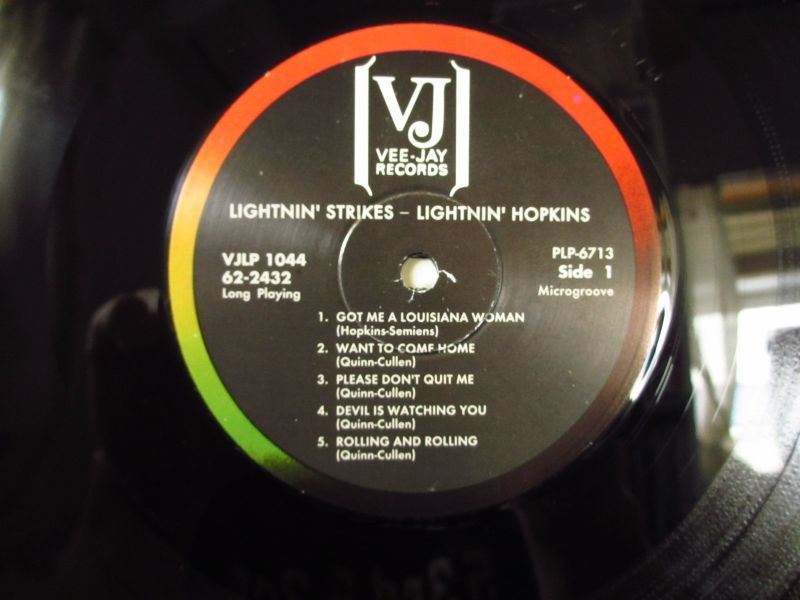 VJ
VEE-JAY
RECORDS
LIGHTNIN' STRIKES – LIGHTNIN' HOPKINS
VJLP 1044
62-2432
Long Playing
PLP-6713
Side 1
Microgroove
1. GOT ME A LOUISIANA WOMAN
(Hopkins-Semiens)
2. WANT TO COME HOME
(Quinn-Cullen)
3. PLEASE DON'T QUIT ME
(Quinn-Cullen)
4. DEVIL IS WATCHING YOU
(Quinn-Cullen)
5. ROLLING AND ROLLING
(Quinn-Cullen)